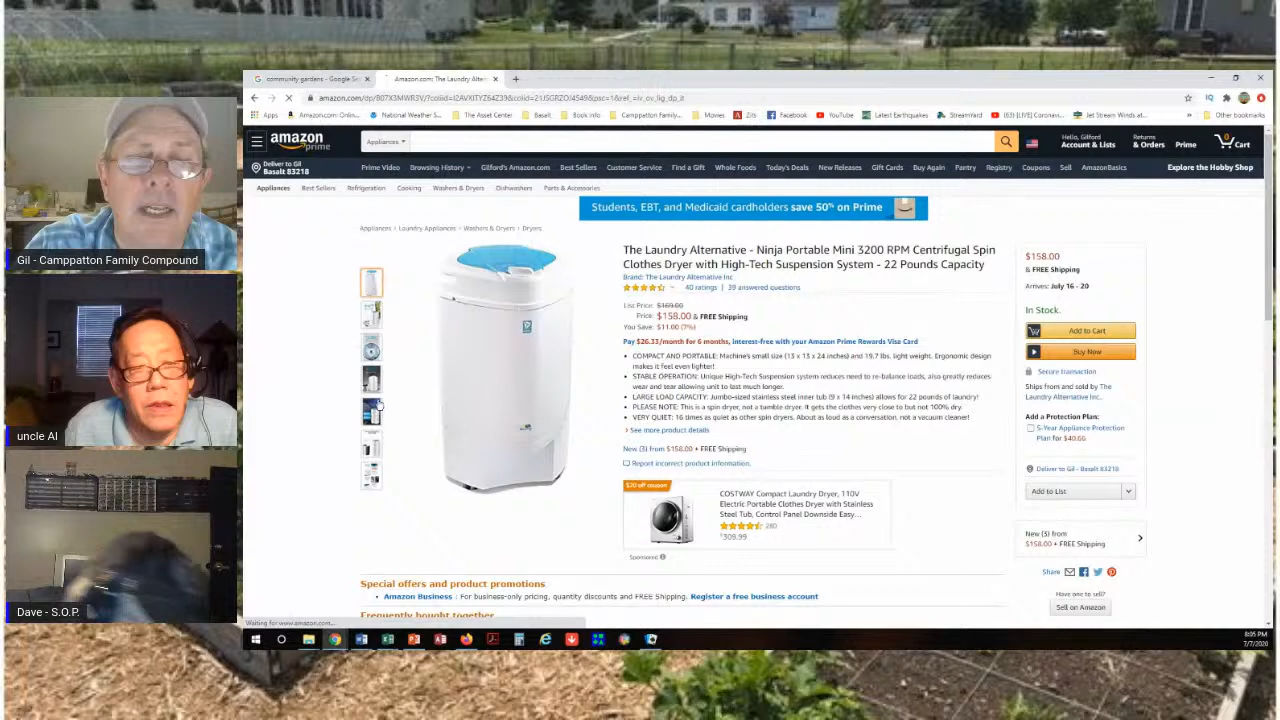 community gardens - Google Se
Amazon.com: The Laundry Alter
amazon.com/dp/B07X3MWR3V/
Apps
Amazon.com: Onlin
National Weather S
The Asset Center
Basalt
Book info
Camppatton Family
Movies
Zits
Facebook
YouTube
Latest Earthquakes
StreamYard
(63) [LIVE] Coronavi
Jet Stream Winds at
Other bookmarks
amazon
prime
Appliances
Hello, Gilford
Account & Lists
Returns
& Orders
Prime
0
Cart
Deliver to Gil
Basalt 83218
Prime Video
Browsing History
Gilford's Amazon.com
Best Sellers
Customer Service
Find a Gift
Whole Foods
Today's Deals
New Releases
Gift Cards
Buy Again
Pantry
Registry
Coupons
Sell
AmazonBasics
Explore the Hobby Shop
Appliances
Best Sellers
Refrigeration
Cooking
Washers & Dryers
Dishwashers
Parts & Accessories
Students, EBT, and Medicaid cardholders save 50% on Prime
Appliances › Laundry Appliances › Washers & Dryers › Dryers
The Laundry Alternative - Ninja Portable Mini 3200 RPM Centrifugal Spin
Clothes Dryer with High-Tech Suspension System - 22 Pounds Capacity
Brand: The Laundry Alternative Inc
40 ratings | 39 answered questions
List Price: $169.00
Price: $158.00 & FREE Shipping
You Save: $11.00 (7%)
Pay $26.33/month for 6 months, interest-free with your Amazon Prime Rewards Visa Card
• COMPACT AND PORTABLE: Machine's small size (13 x 13 x 24 inches) and 19.7 lbs. light weight. Ergonomic design
makes it feel even lighter!
• STABLE OPERATION: Unique High-Tech Suspension system reduces need to re-balance loads, also greatly reduces
wear and tear allowing unit to last much longer.
• LARGE LOAD CAPACITY: Jumbo-sized stainless steel inner tub (9 x 14 inches) allows for 22 pounds of laundry!
• PLEASE NOTE: This is a spin dryer, not a tumble dryer. It gets the clothes very close to but not 100% dry.
• VERY QUIET: 16 times as quiet as other spin dryers. About as loud as a conversation, not a vacuum cleaner!
› See more product details
New (3) from $158.00 + FREE Shipping
Report incorrect product information.
$20 off coupon
COSTWAY Compact Laundry Dryer, 110V
Electric Portable Clothes Dryer with Stainless
Steel Tub, Control Panel Downside Easy...
280
$309.99
Sponsored
Special offers and product promotions
• Amazon Business : For business-only pricing, quantity discounts and FREE Shipping. Register a free business account
Frequently bought together
$158.00
& FREE Shipping
Arrives: July 16 - 20
In Stock.
Add to Cart
Buy Now
Secure transaction
Ships from and sold by The
Laundry Alternative Inc.
Add a Protection Plan:
5-Year Appliance Protection
Plan for $40.66
Deliver to Gil - Basalt 83218
Add to List
New (3) from
$158.00 + FREE Shipping
Share
Have one to sell?
Sell on Amazon
Waiting for www.amazon.com...
8:05 PM
7/7/2020
Gil - Camppatton Family Compound
uncle Al
Dave - S.O.P.